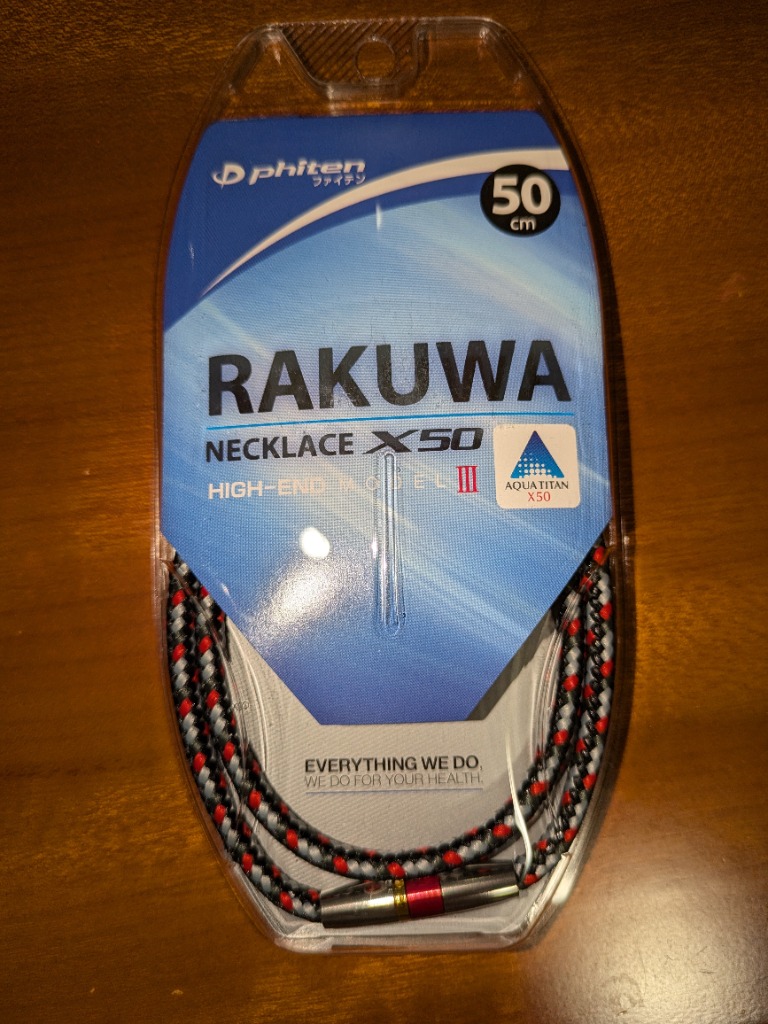 phiten
ファイテン
50
cm
RAKUWA
NECKLACE X50
HIGH-END MODEL III
AQUA TITAN
X50
EVERYTHING WE DO,
WE DO FOR YOUR HEALTH.